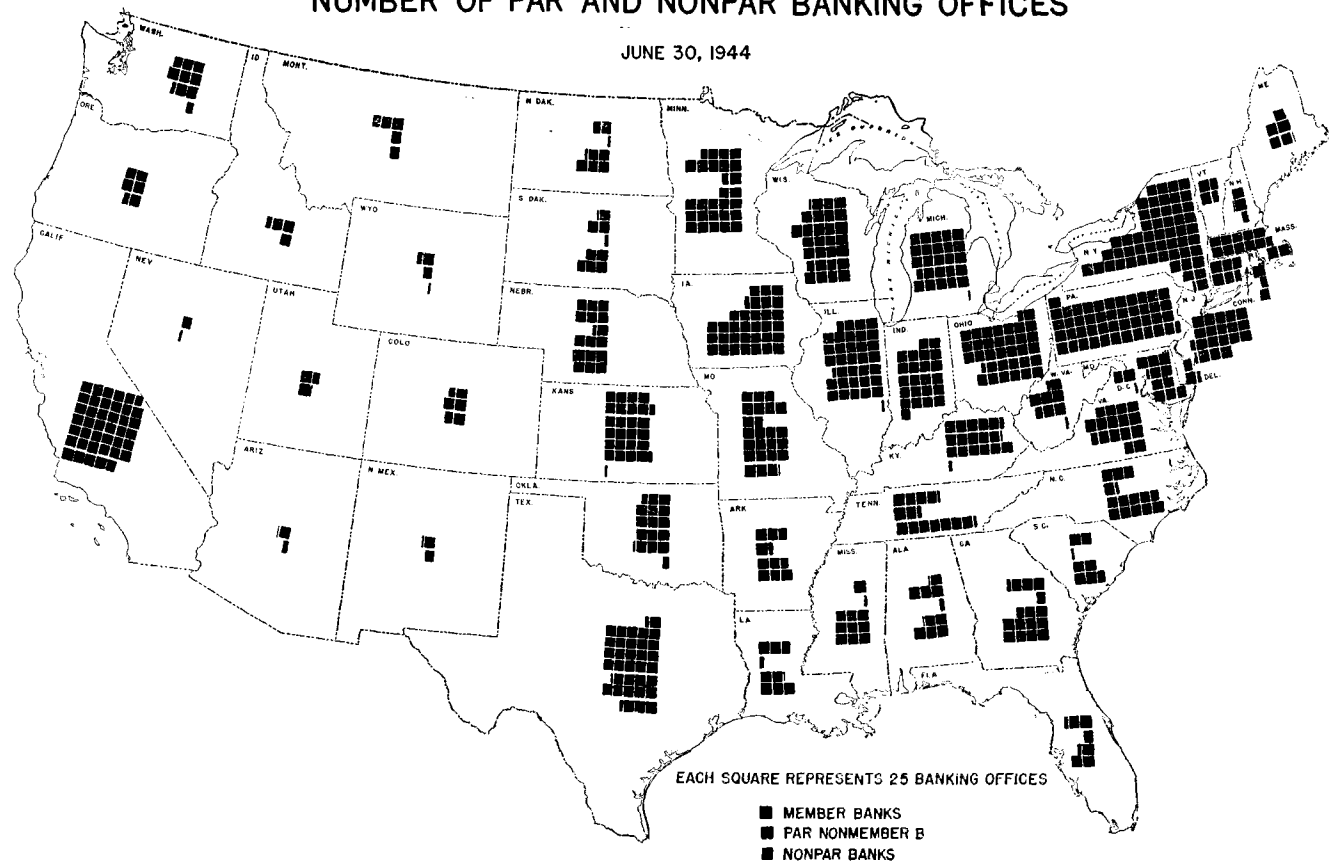 NUMBER OF PAR AND NONPAR BANKING OFFICES
JUNE 30, 1944
WASH.
ID
MONT.
N DAK.
MINN.
ME.
ORE
WIS.
VT
N.H.
S DAK.
WYO
MICH.
MASS.
CALIF
NEV
N.Y.
R.I.
UTAH
NEBR.
IA.
PA.
N.J.
CONN.
ILL.
IND.
OHIO
COLO
W.VA.
MD.
D.C.
DEL.
MO
KANS
VA.
KY.
ARIZ
N MEX.
OKLA.
TEX.
TENN.
N.C.
ARK
S.C.
MISS.
ALA
GA
LA
FLA
EACH SQUARE REPRESENTS 25 BANKING OFFICES
MEMBER BANKS
PAR NONMEMBER B
NONPAR BANKS